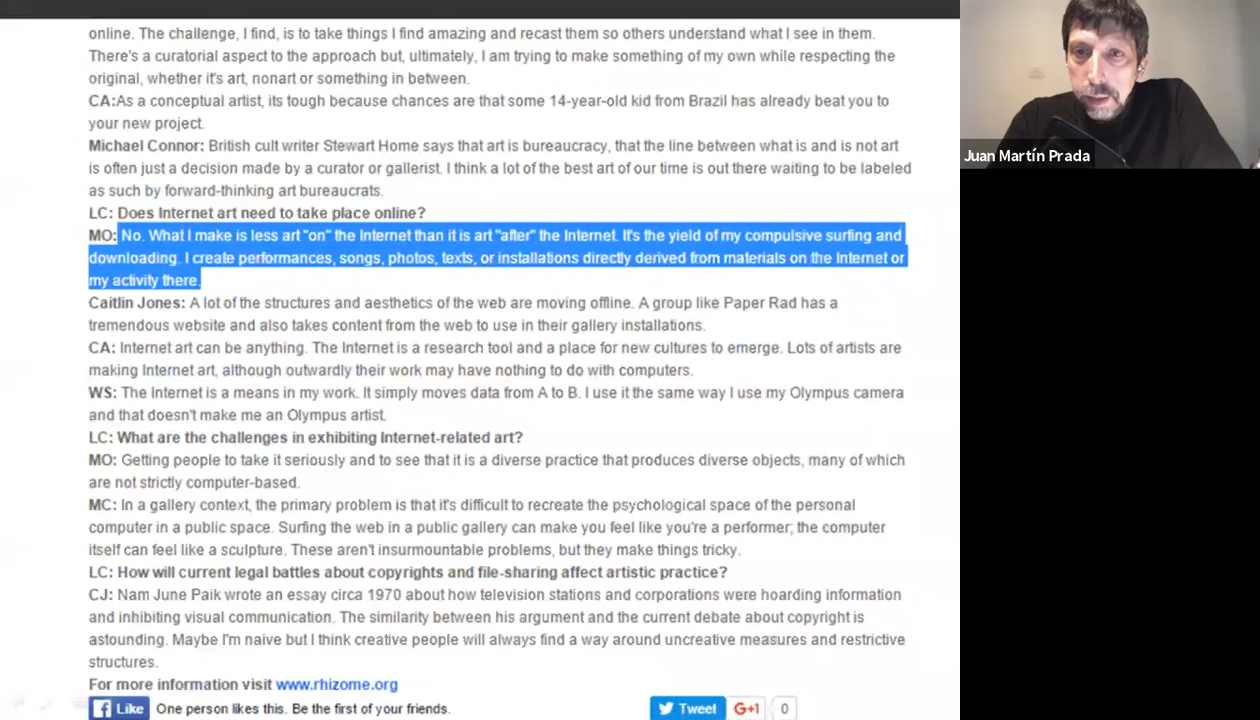 online. The challenge, I find, is to take things I find amazing and recast them so others understand what I see in them.
There's a curatorial aspect to the approach but, ultimately, I am trying to make something of my own while respecting the
original, whether it's art, nonart or something in between.
CA:As a conceptual artist, its tough because chances are that some 14-year-old kid from Brazil has already beat you to
your new project.
Michael Connor: British cult writer Stewart Home says that art is bureaucracy, that the line between what is and is not art
is often just a decision made by a curator or gallerist. I think a lot of the best art of our time is out there waiting to be labeled
as such by forward-thinking art bureaucrats.
LC: Does Internet art need to take place online?
MO: No. What I make is less art "on" the Internet than it is art "after" the Internet. It's the yield of my compulsive surfing and
downloading. I create performances, songs, photos, texts, or installations directly derived from materials on the Internet or
my activity there.
Caitlin Jones: A lot of the structures and aesthetics of the web are moving offline. A group like Paper Rad has a
tremendous website and also takes content from the web to use in their gallery installations.
CA: Internet art can be anything. The Internet is a research tool and a place for new cultures to emerge. Lots of artists are
making Internet art, although outwardly their work may have nothing to do with computers.
WS: The Internet is a means in my work. It simply moves data from A to B. I use it the same way I use my Olympus camera
and that doesn't make me an Olympus artist.
LC: What are the challenges in exhibiting Internet-related art?
MO: Getting people to take it seriously and to see that it is a diverse practice that produces diverse objects, many of which
are not strictly computer-based.
MC: In a gallery context, the primary problem is that it's difficult to recreate the psychological space of the personal
computer in a public space. Surfing the web in a public gallery can make you feel like you're a performer; the computer
itself can feel like a sculpture. These aren't insurmountable problems, but they make things tricky.
LC: How will current legal battles about copyrights and file-sharing affect artistic practice?
CJ: Nam June Paik wrote an essay circa 1970 about how television stations and corporations were hoarding information
and inhibiting visual communication. The similarity between his argument and the current debate about copyright is
astounding. Maybe I'm naive but I think creative people will always find a way around uncreative measures and restrictive
structures.
For more information visit www.rhizome.org
Like One person likes this. Be the first of your friends. Tweet G+1 0
Juan Martín Prada